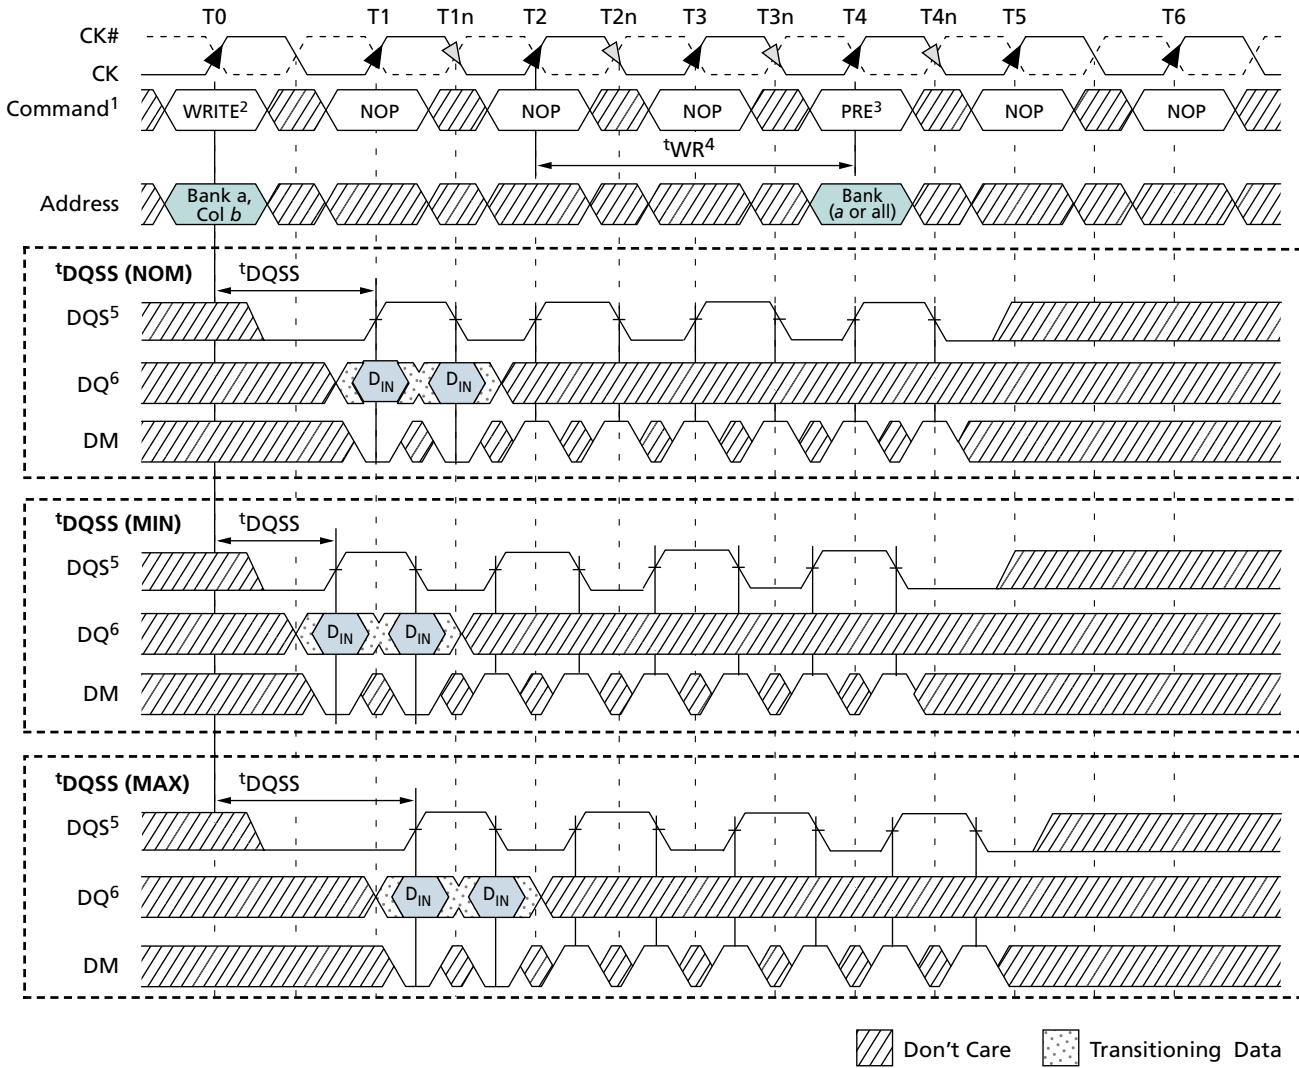 T0 T1 T1n T2 T2n T3 T3n T4 T4n T5 T6
CK#
CK
Command¹ WRITE² NOP NOP NOP PRE³ NOP NOP
ᵗWR⁴
Address Bank a, Bank
Col b (a or all)
ᵗDQSS (NOM) ᵗDQSS
DQS⁵
DQ⁶ DIN DIN
DM
ᵗDQSS (MIN) ᵗDQSS
DQS⁵
DQ⁶ DIN DIN
DM
ᵗDQSS (MAX) ᵗDQSS
DQS⁵
DQ⁶ DIN DIN
DM
Don't Care Transitioning Data